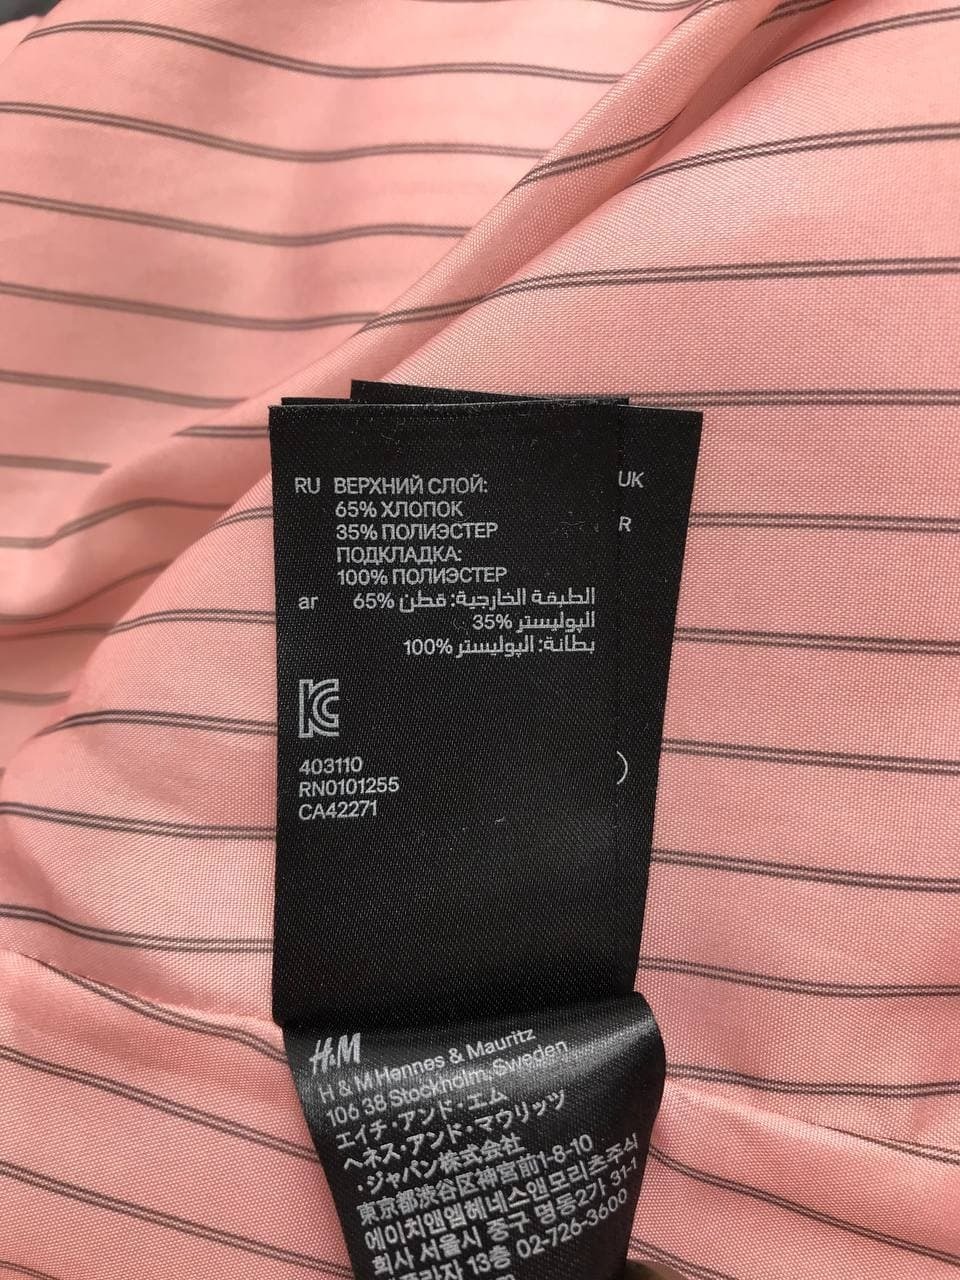 RU ВЕРХНИЙ СЛОЙ:
65% ХЛОПОК
35% ПОЛИЭСТЕР
ПОДКЛАДКА:
100% ПОЛИЭСТЕР
ar الطبقة الخارجية: قطن 65%
البوليستر 35%
بطانة: البوليستر 100%
UK
R
403110
RN0101255
CA42271
H&M
H & M Hennes & Mauritz
106 38 Stockholm, Sweden
エイチ・アンド・エム
ヘネス・アンド・マウリッツ
・ジャパン株式会社
東京都渋谷区神宮前1-8-10
에이치앤엠헤네스앤모리츠주식
회사 서울시 중구 명동2가 31-1
13층 02-726-3600